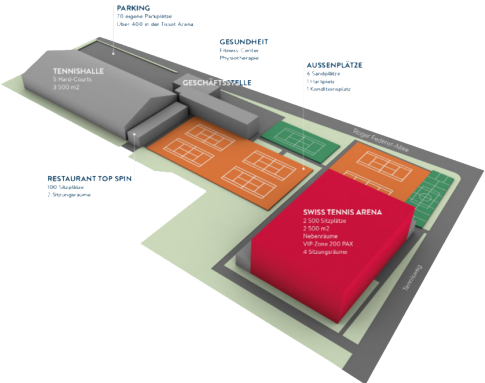 PARKING
70 eigene Parkplätze
Über 400 in der Tissot Arena
GESUNDHEIT
Fitness Center
Physiotherapie
AUSSENPLÄTZE
6 Sandplätze
1 Hartplatz
1 Konditionsplatz
TENNISHALLE
5 Hard-Courts
3 500 m2
GESCHÄFTSSTELLE
Roger Federer-Allee
RESTAURANT TOP SPIN
100 Sitzplätze
2 Sitzungsräume
SWISS TENNIS ARENA
2 500 Sitzplätze
2 500 m2
Nebenräume
VIP-Zone 200 PAX
4 Sitzungsräume
Tennisweg